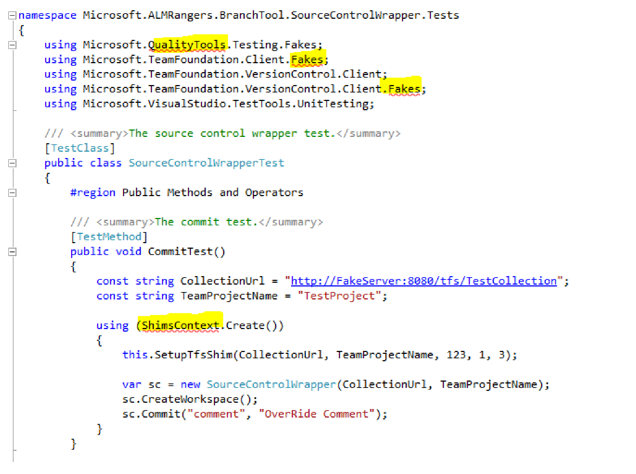 namespace Microsoft.ALMRangers.BranchTool.SourceControlWrapper.Tests
{
using Microsoft.QualityTools.Testing.Fakes;
using Microsoft.TeamFoundation.Client.Fakes;
using Microsoft.TeamFoundation.VersionControl.Client;
using Microsoft.TeamFoundation.VersionControl.Client.Fakes;
using Microsoft.VisualStudio.TestTools.UnitTesting;
/// <summary>The source control wrapper test.</summary>
[TestClass]
public class SourceControlWrapperTest
{
#region Public Methods and Operators
/// <summary>The commit test.</summary>
[TestMethod]
public void CommitTest()
{
const string CollectionUrl = "http://FakeServer:8080/tfs/TestCollection";
const string TeamProjectName = "TestProject";
using (ShimsContext.Create())
{
this.SetupTfsShim(CollectionUrl, TeamProjectName, 123, 1, 3);
var sc = new SourceControlWrapper(CollectionUrl, TeamProjectName);
sc.CreateWorkspace();
sc.Commit("comment", "OverRide Comment");
}
}